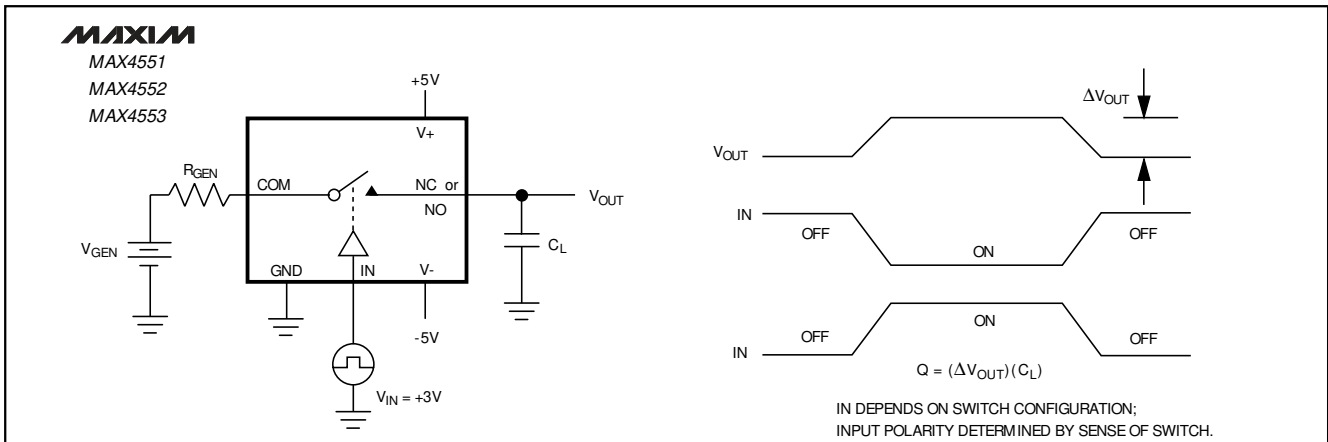 MAXIM
MAX4551
MAX4552
MAX4553
+5V
V+
RGEN
COM
NC or
NO
VOUT
VGEN
CL
GND
IN
V-
-5V
VIN = +3V
ΔVOUT
VOUT
IN
OFF
ON
OFF
IN
OFF
ON
OFF
Q = (ΔVOUT)(CL)
IN DEPENDS ON SWITCH CONFIGURATION;
INPUT POLARITY DETERMINED BY SENSE OF SWITCH.